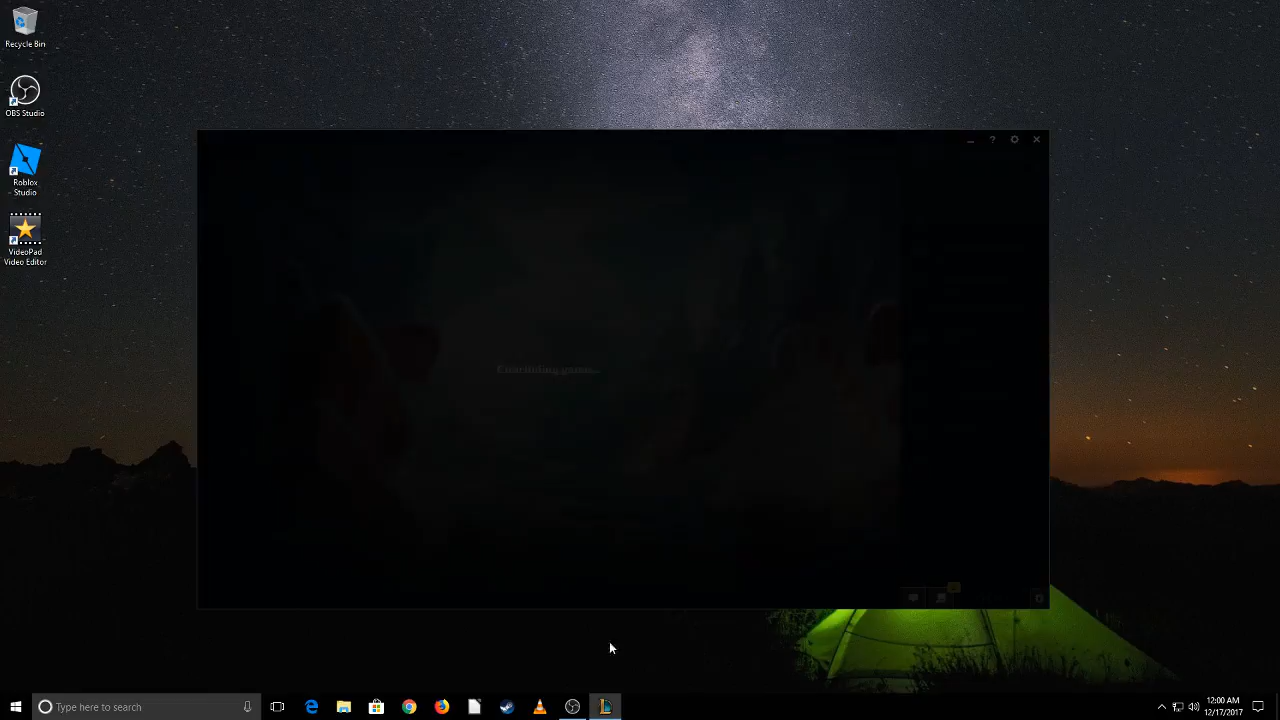 Recycle Bin
OBS Studio
Roblox
Studio
VideoPad
Video Editor
?
Type here to search
12:00 AM
12/17/2017